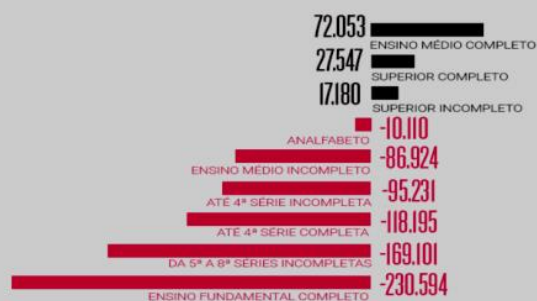 72.053
ENSINO MÉDIO COMPLETO
27.547
SUPERIOR COMPLETO
17.180
SUPERIOR INCOMPLETO
-10.110
ANALFABETO
-86.924
ENSINO MÉDIO INCOMPLETO
-95.231
ATÉ 4ª SÉRIE INCOMPLETA
-118.195
ATÉ 4ª SÉRIE COMPLETA
-169.101
DA 5ª A 8ª SÉRIES INCOMPLETAS
-230.594
ENSINO FUNDAMENTAL COMPLETO